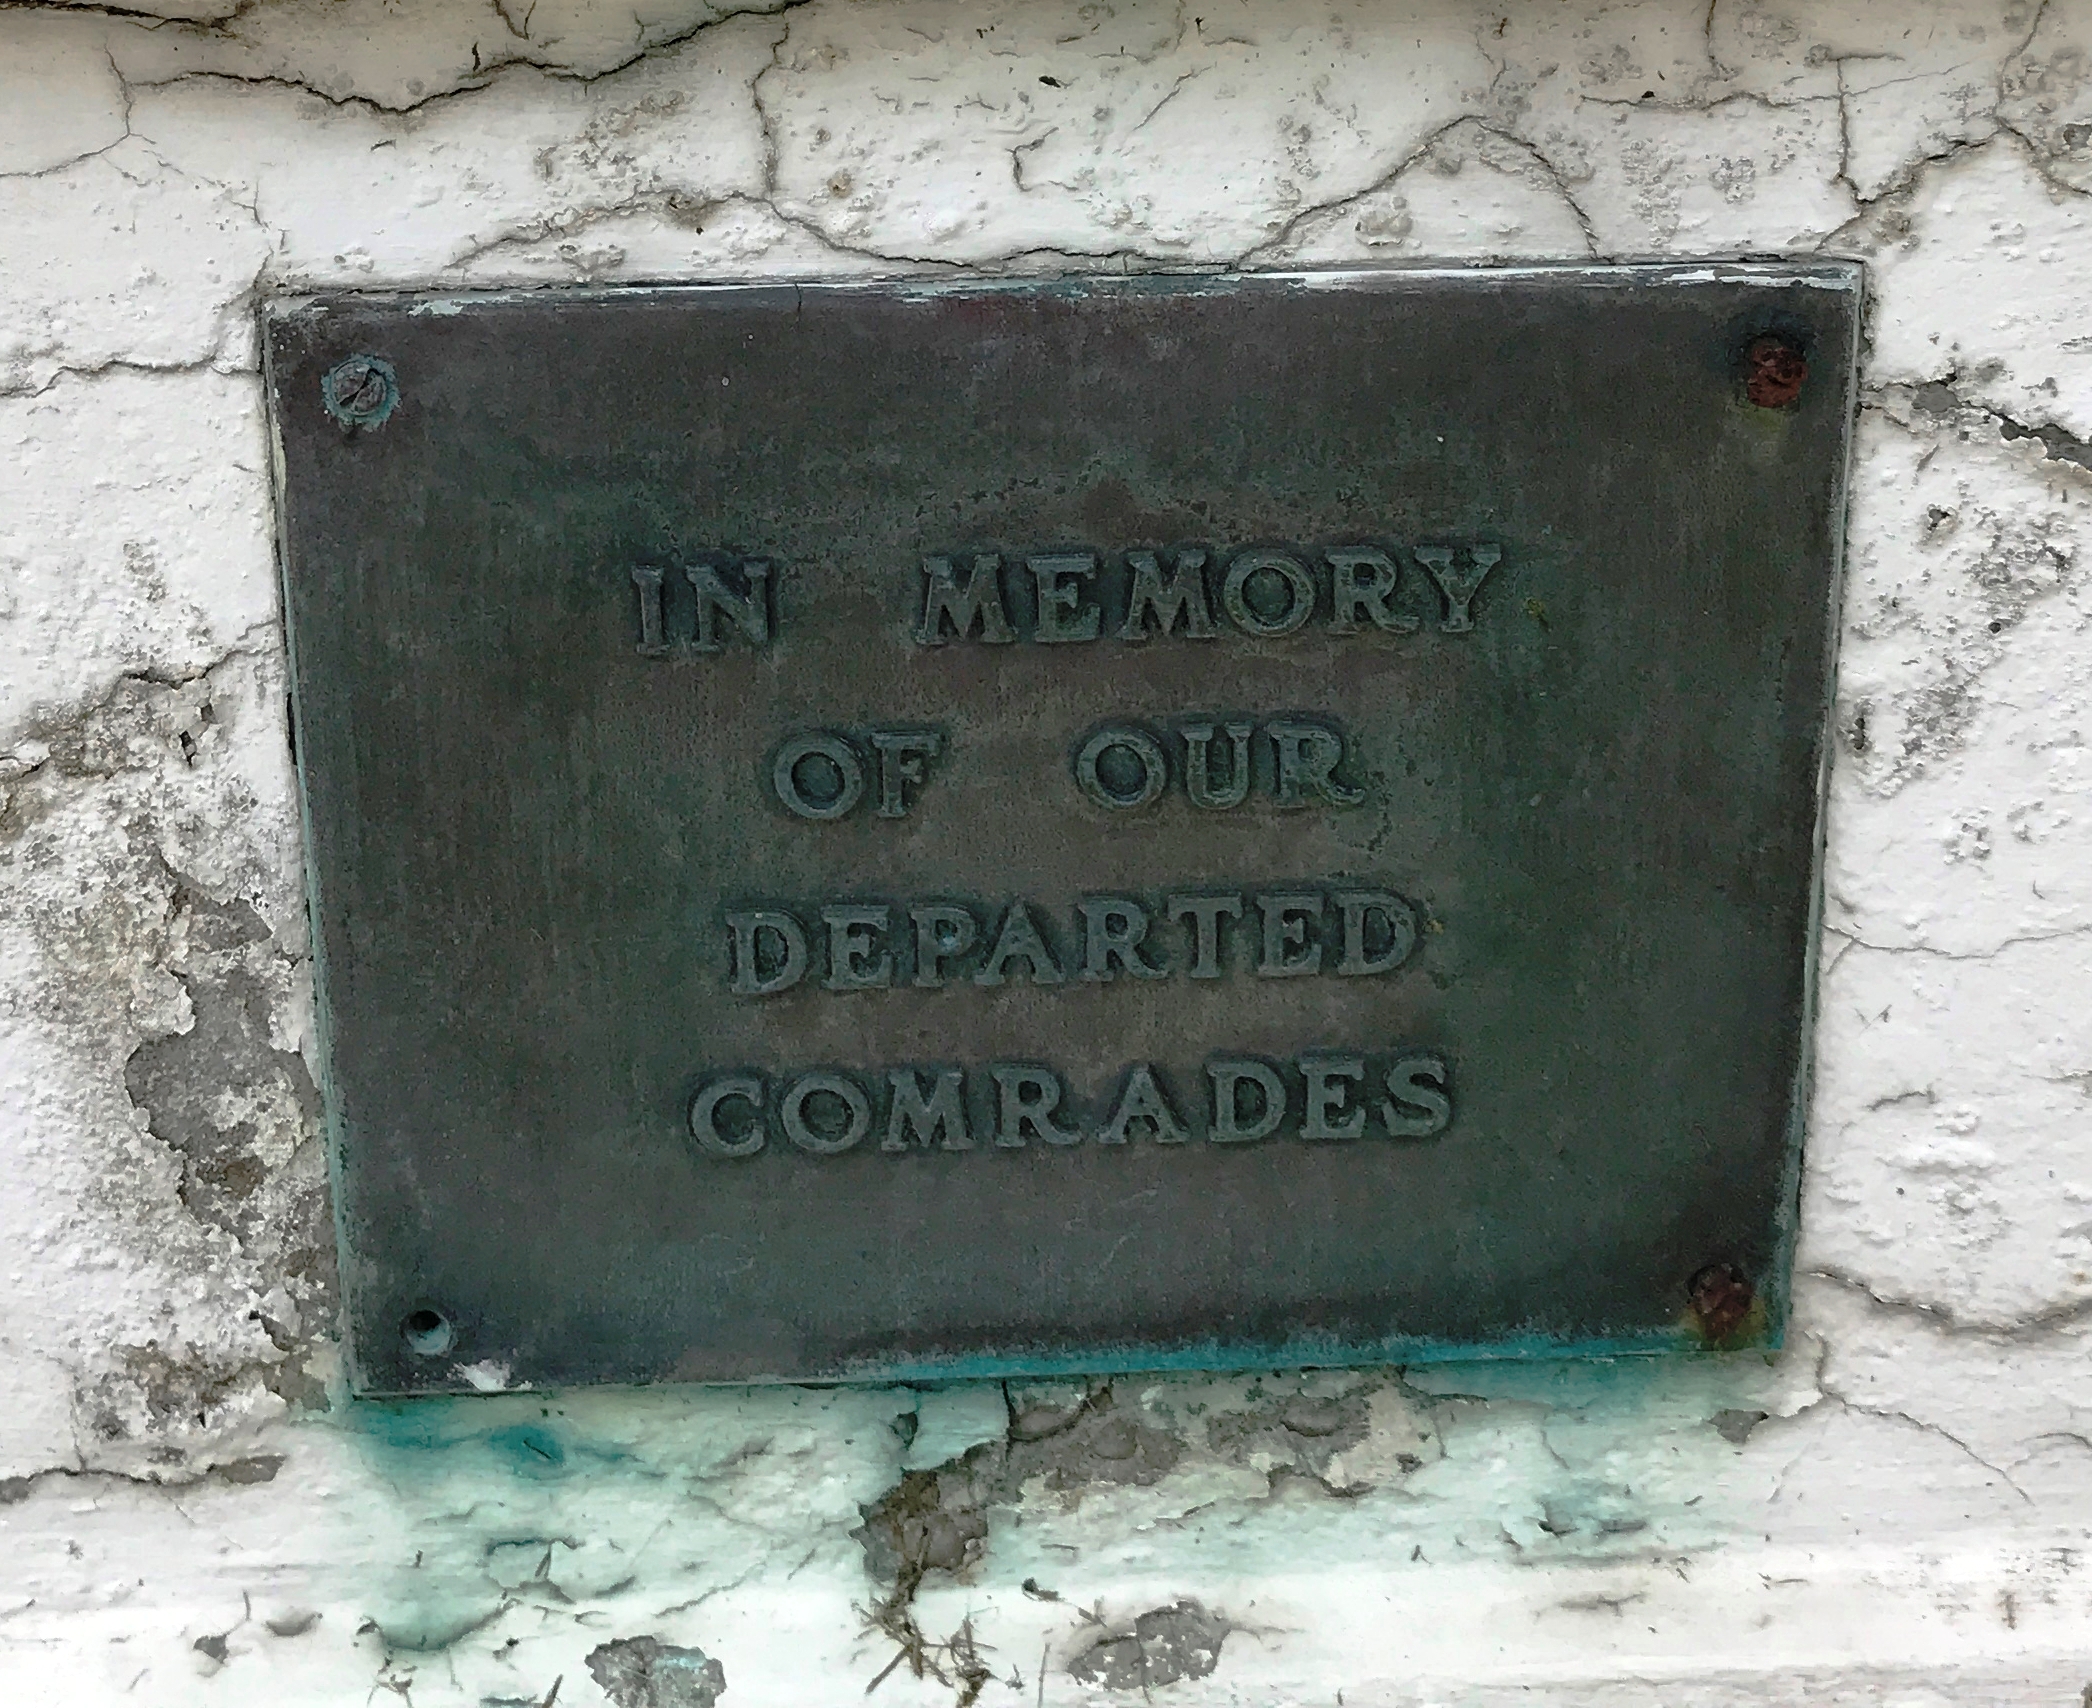 IN MEMORY
OF OUR
DEPARTED
COMRADES